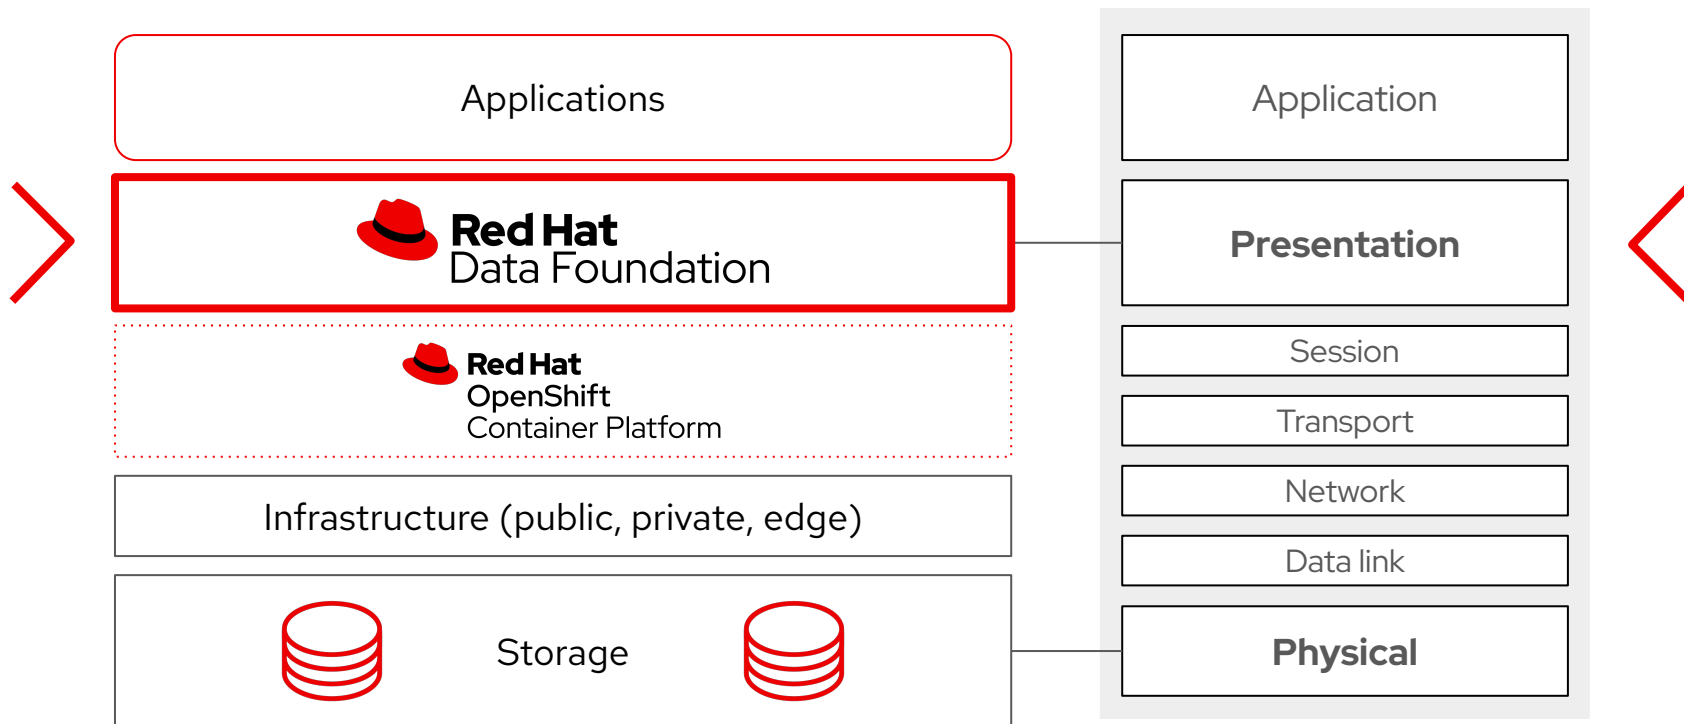 Applications
Red Hat
Data Foundation
Red Hat
OpenShift
Container Platform
Infrastructure (public, private, edge)
Storage
Application
Presentation
Session
Transport
Network
Data link
Physical